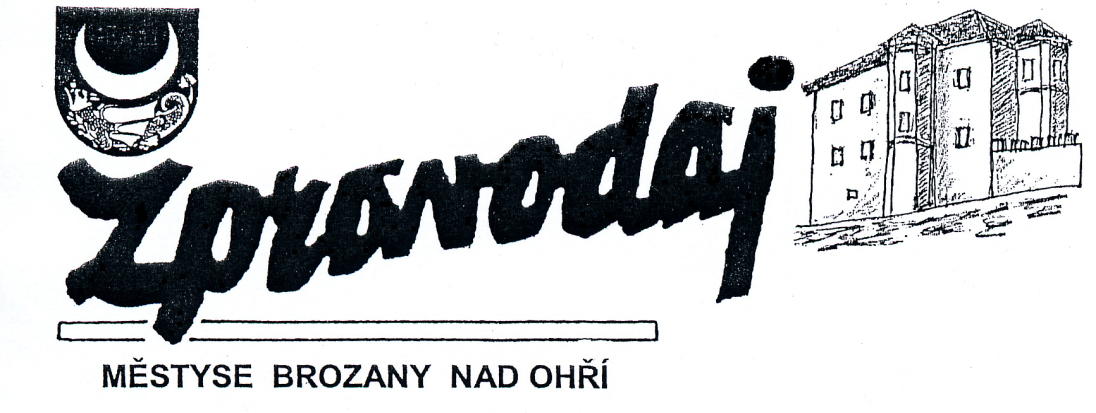 Zpravodaj
MĚSTYSE BROZANY NAD OHŘÍ